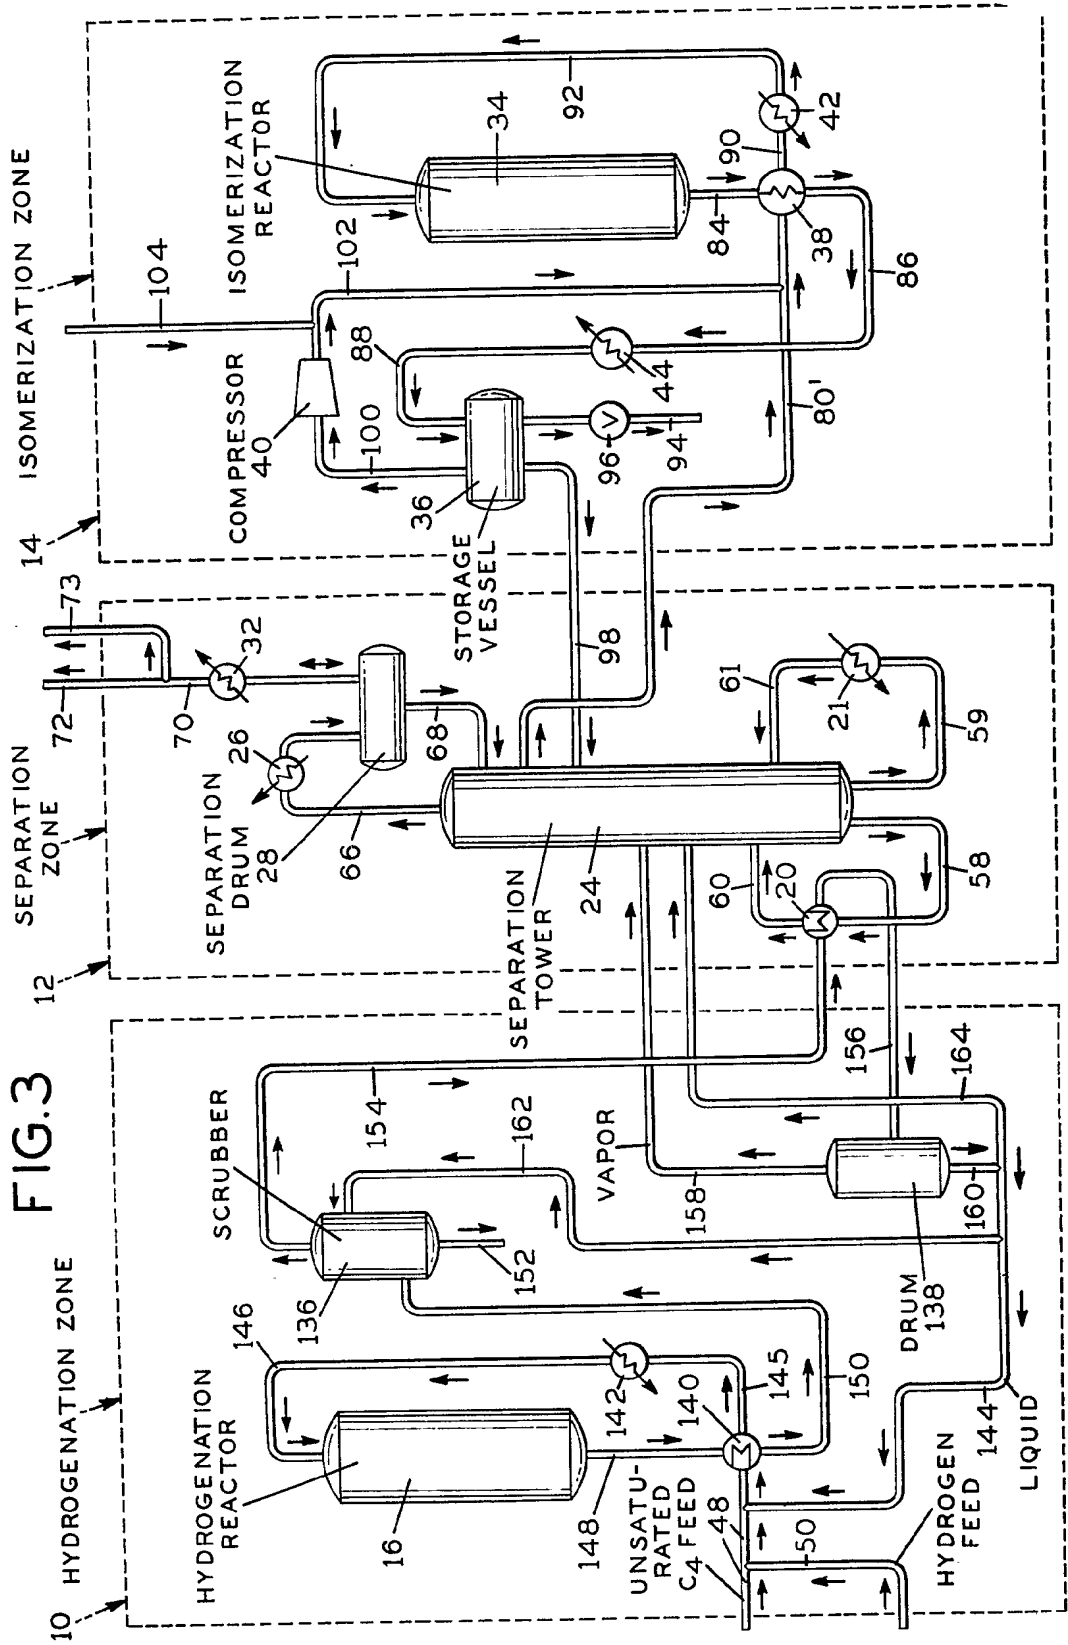 FIG.3
10
HYDROGENATION ZONE
12
SEPARATION
ZONE
14
ISOMERIZATION ZONE
HYDROGENATION
REACTOR
16
146
148
142
140
145
150
UNSATU-
RATED
C4 FEED
48
50
HYDROGEN
FEED
144
LIQUID
SCRUBBER
136
152
154
162
VAPOR
158
DRUM
138
160
156
164
SEPARATION
TOWER
24
SEPARATION
DRUM
28
66
26
68
70
72
73
32
60
20
58
61
21
59
98
STORAGE
VESSEL
36
COMPRESSOR
40
100
88
44
96
V
94
80'
102
104
ISOMERIZATION
REACTOR
34
92
84
90
42
38
86